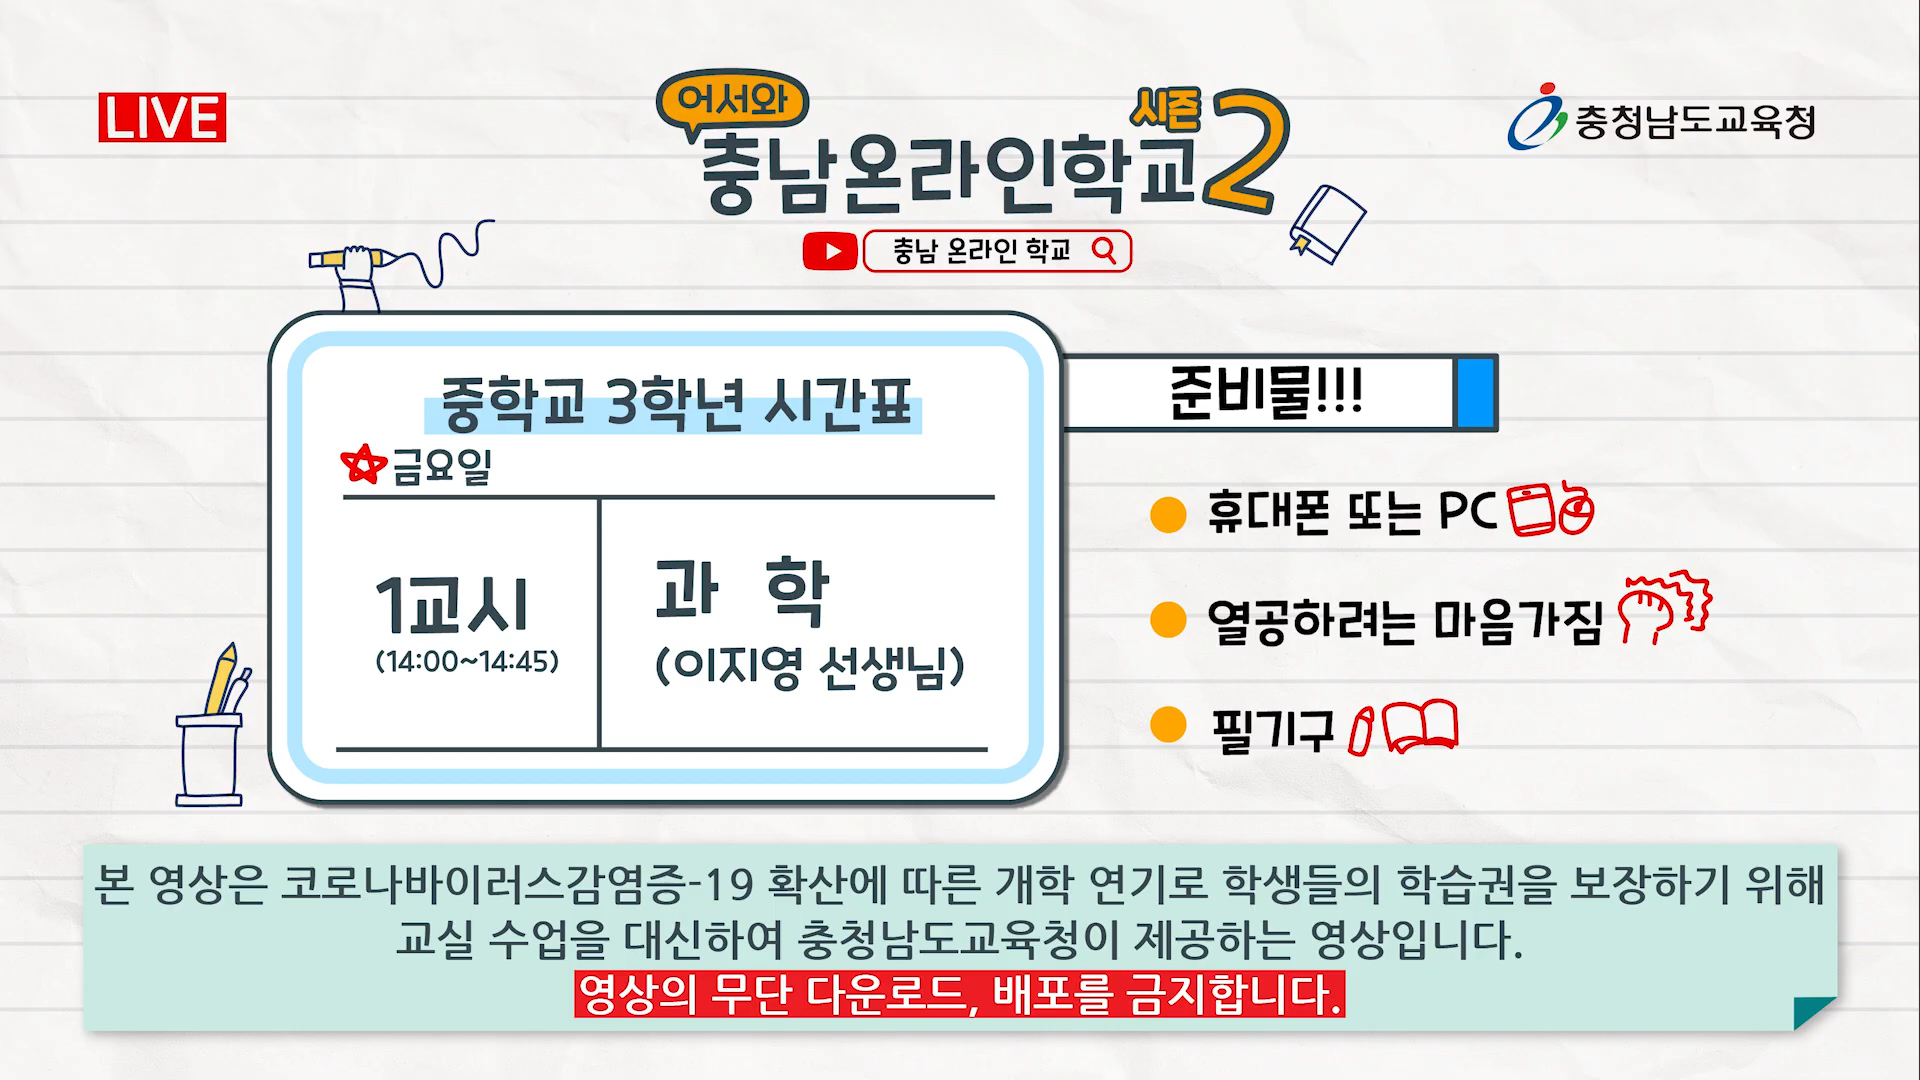 LIVE
어서와
충남온라인학교 시즌2
충남 온라인 학교
충청남도교육청
중학교 3학년 시간표
금요일
1교시
(14:00~14:45)
과 학
(이지영 선생님)
준비물!!!
휴대폰 또는 PC
열공하려는 마음가짐
필기구
본 영상은 코로나바이러스감염증-19 확산에 따른 개학 연기로 학생들의 학습권을 보장하기 위해
교실 수업을 대신하여 충청남도교육청이 제공하는 영상입니다.
영상의 무단 다운로드, 배포를 금지합니다.